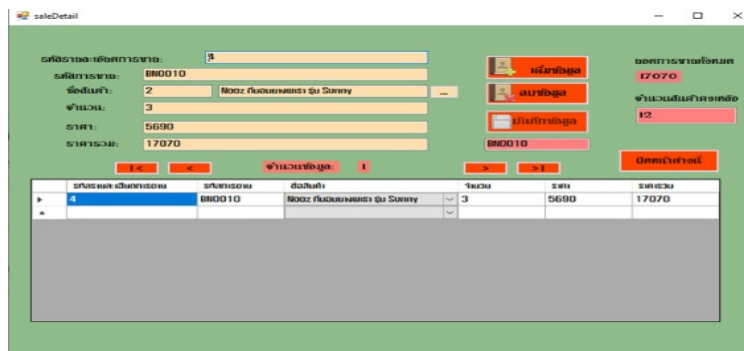 saleDetail
รหัสรายละเอียดการขาย: 4
รหัสการขาย: BN0010
ชื่อสินค้า: 2 Nooz ที่นอนยางพารา รุ่น Sunny ...
จำนวน: 3
ราคา: 5690
ราคารวม: 17070
เพิ่มข้อมูล
ลบข้อมูล
บันทึกข้อมูล
BN0010
ยอดการขายทั้งหมด
17070
จำนวนสินค้าคงเหลือ
12
ปิดหน้าต่างนี้
|< < จำนวนข้อมูล: 1 > >|
รหัสรายละเอียดการขาย รหัสการขาย ชื่อสินค้า จำนวน ราคา ราคารวม
4 BN0010 Nooz ที่นอนยางพารา รุ่น Sunny 3 5690 17070